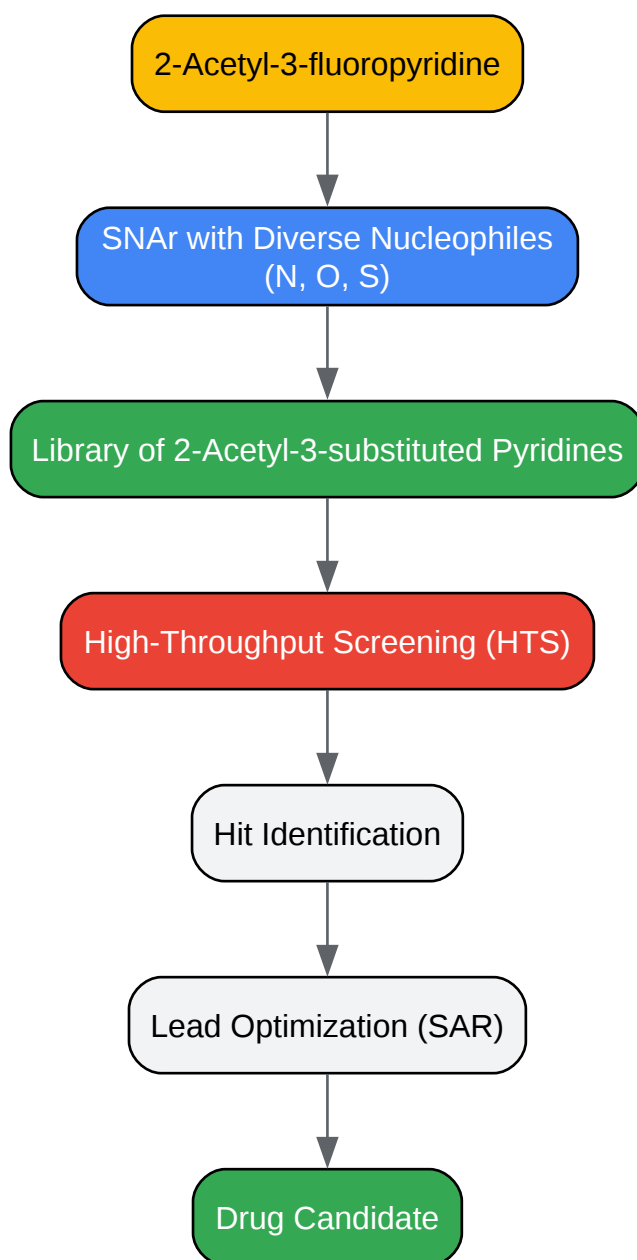 2-Acetyl-3-fluoropyridine
SNAr with Diverse Nucleophiles
(N, O, S)
Library of 2-Acetyl-3-substituted Pyridines
High-Throughput Screening (HTS)
Hit Identification
Lead Optimization (SAR)
Drug Candidate